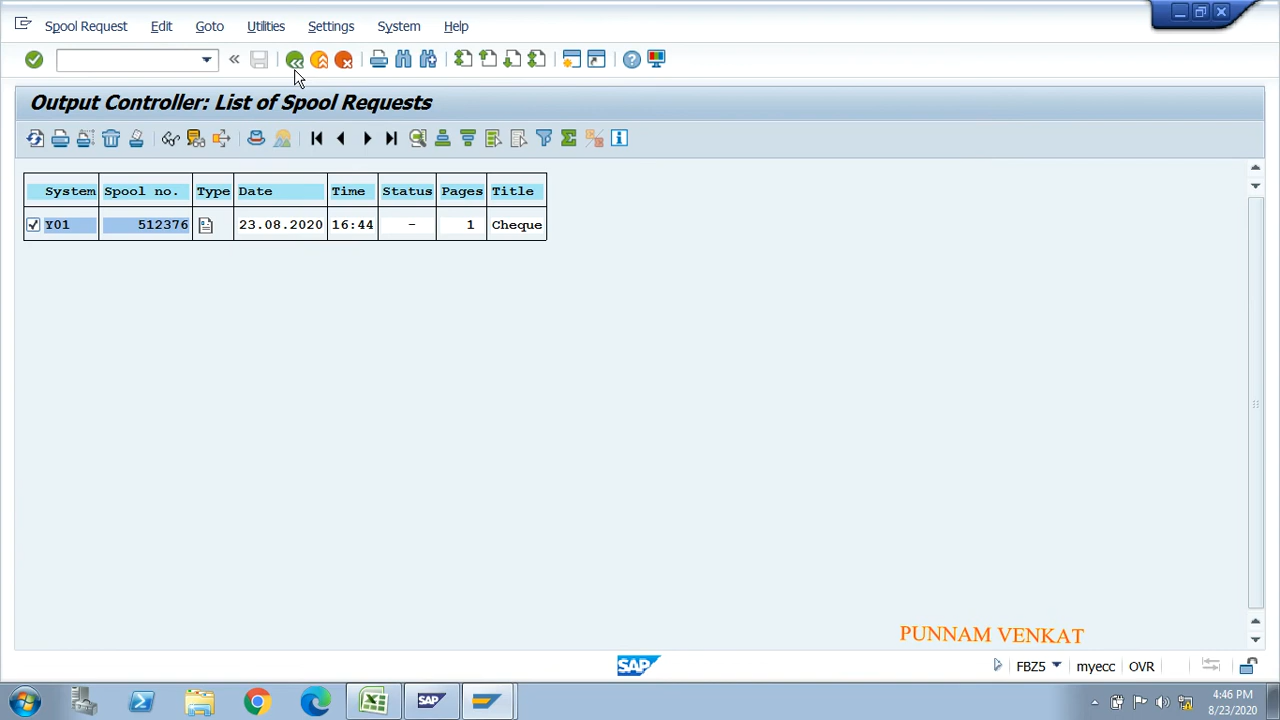 Spool Request Edit Goto Utilities Settings System Help
Output Controller: List of Spool Requests
System Spool no. Type Date Time Status Pages Title
Y01 512376 23.08.2020 16:44 - 1 Cheque
PUNNAM VENKAT
SAP FBZ5 myecc OVR
SAP
4:46 PM
8/23/2020